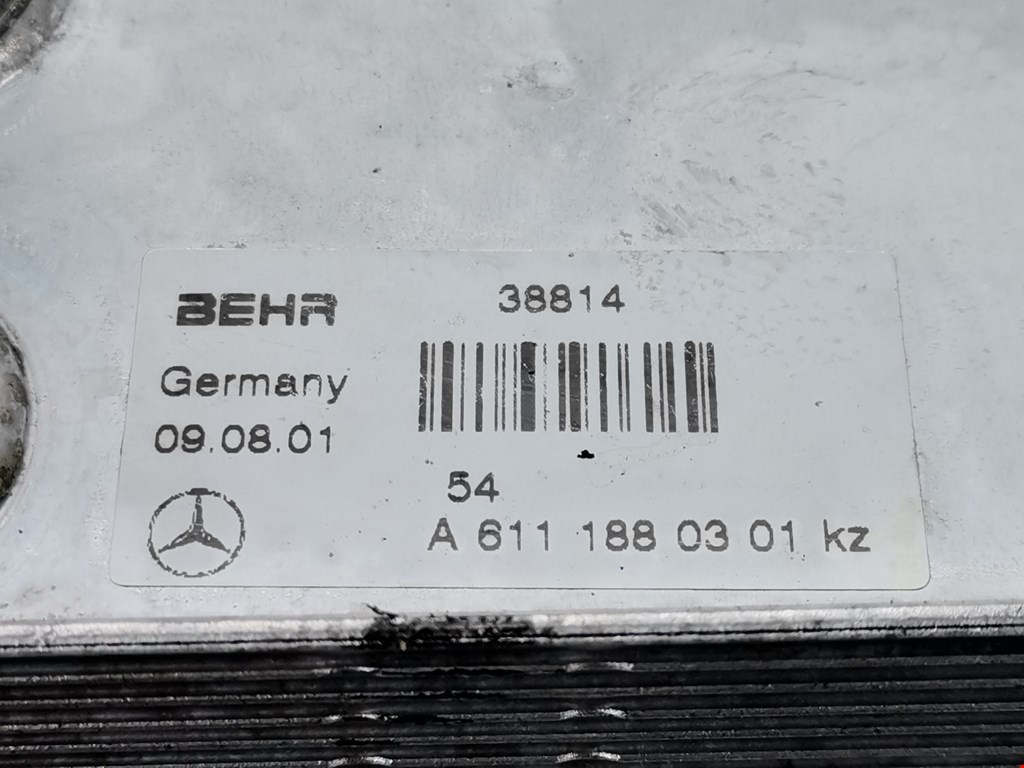 BEHR
38814
Germany
09.08.01
54
A 611 188 03 01 kz